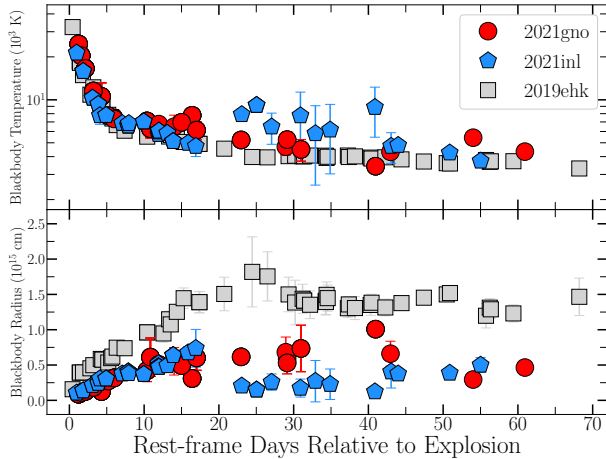 Blackbody Temperature (10³ K)
10¹
2021gno
2021inl
2019ehk
Blackbody Radius (10¹⁵ cm)
2.5
2.0
1.5
1.0
0.5
0.0
0 10 20 30 40 50 60 70
Rest-frame Days Relative to Explosion